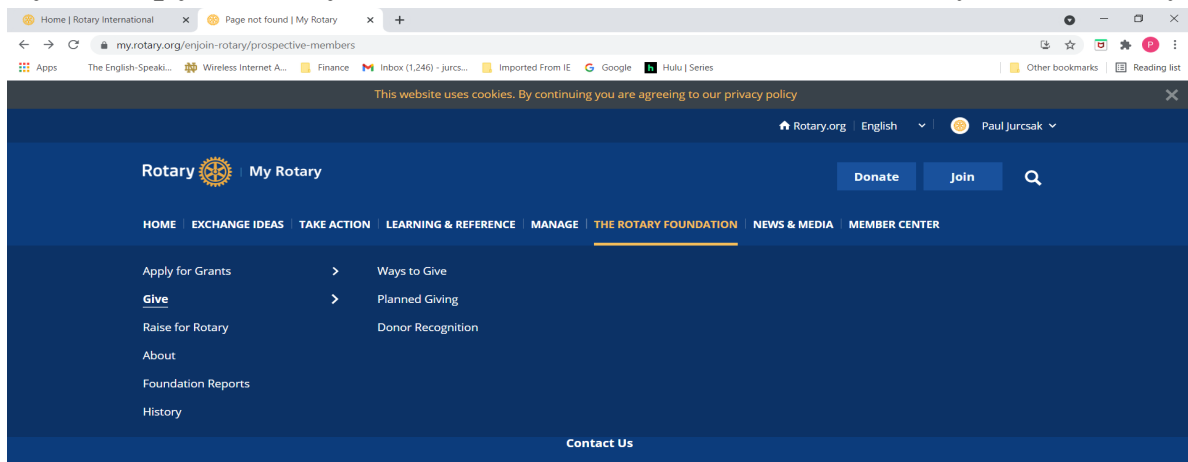 Home | Rotary International Page not found | My Rotary
my.rotary.org/enjoin-rotary/prospective-members
Apps The English-Speaki... Wireless Internet A... Finance Inbox (1,246) - jurcs... Imported From IE Google Hulu | Series Other bookmarks Reading list
This website uses cookies. By continuing you are agreeing to our privacy policy
Rotary.org English Paul Jurcsak
Rotary My Rotary Donate Join
HOME EXCHANGE IDEAS TAKE ACTION LEARNING & REFERENCE MANAGE THE ROTARY FOUNDATION NEWS & MEDIA MEMBER CENTER
Apply for Grants Ways to Give
Give Planned Giving
Raise for Rotary Donor Recognition
About
Foundation Reports
History
Contact Us